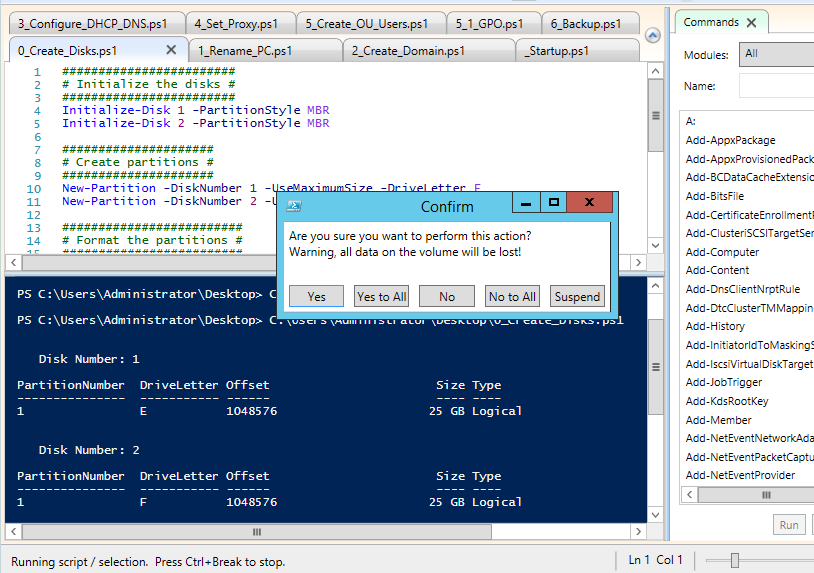 3_Configure_DHCP_DNS.ps1 4_Set_Proxy.ps1 5_Create_OU_Users.ps1 5_1_GPO.ps1 6_Backup.ps1
0_Create_Disks.ps1 1_Rename_PC.ps1 2_Create_Domain.ps1 _Startup.ps1
1 ########################
2 # Initialize the disks #
3 ########################
4 Initialize-Disk 1 -PartitionStyle MBR
5 Initialize-Disk 2 -PartitionStyle MBR
6
7 #####################
8 # Create partitions #
9 #####################
10 New-Partition -DiskNumber 1 -UseMaximumSize -DriveLetter E
11 New-Partition -DiskNumber 2 -U
12
13 #########################
14 # Format the partitions #
15 #########################
Confirm
Are you sure you want to perform this action?
Warning, all data on the volume will be lost!
Yes Yes to All No No to All Suspend
PS C:\Users\Administrator\Desktop> C
PS C:\Users\Administrator\Desktop> C:\Users\Administrator\Desktop\0_Create_Disks.ps1
Disk Number: 1
PartitionNumber DriveLetter Offset Size Type
--------------- ----------- ------ ---- ----
1 E 1048576 25 GB Logical
Disk Number: 2
PartitionNumber DriveLetter Offset Size Type
--------------- ----------- ------ ---- ----
1 F 1048576 25 GB Logical
Running script / selection. Press Ctrl+Break to stop.
Ln 1 Col 1
Commands
Modules: All
Name:
A:
Add-AppxPackage
Add-AppxProvisionedPack
Add-BCDataCacheExtensio
Add-BitsFile
Add-CertificateEnrollmentP
Add-ClusteriSCSITargetSer
Add-Computer
Add-Content
Add-DnsClientNrptRule
Add-DtcClusterTMMappin
Add-History
Add-InitiatorIdToMaskingS
Add-IscsiVirtualDiskTarget
Add-JobTrigger
Add-KdsRootKey
Add-Member
Add-NetEventNetworkAda
Add-NetEventPacketCaptu
Add-NetEventProvider
Run